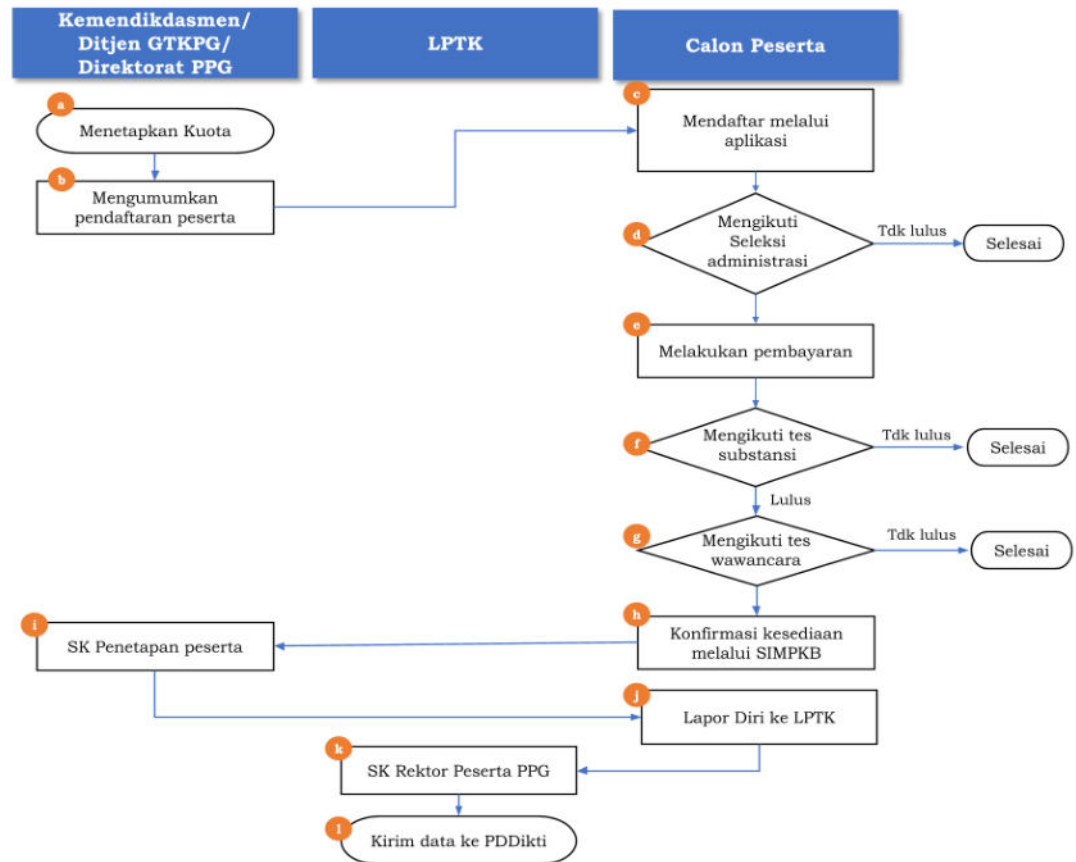 Kemendikdasmen/
Ditjen GTKPG/
Direktorat PPG
LPTK
Calon Peserta
a
Menetapkan Kuota
b
Mengumumkan
pendaftaran peserta
c
Mendaftar melalui
aplikasi
d
Mengikuti
Seleksi
administrasi
Tdk lulus
Selesai
e
Melakukan pembayaran
f
Mengikuti tes
substansi
Tdk lulus
Selesai
Lulus
g
Mengikuti tes
wawancara
Tdk lulus
Selesai
h
Konfirmasi kesediaan
melalui SIMPKB
i
SK Penetapan peserta
j
Lapor Diri ke LPTK
k
SK Rektor Peserta PPG
l
Kirim data ke PDDikti